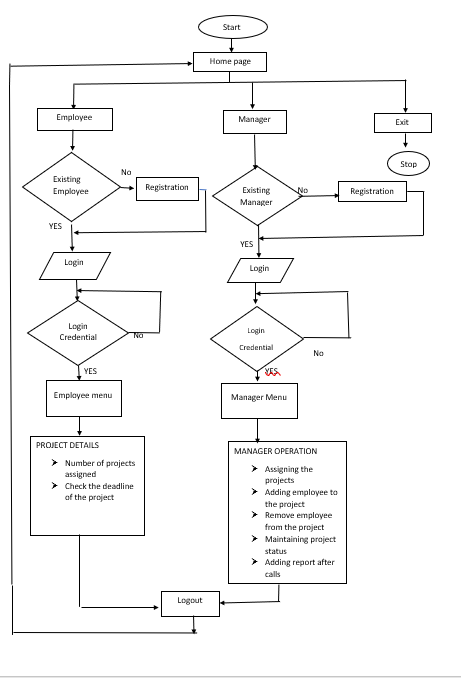 Start
Home page
Employee
Manager
Exit
Stop
Existing
Employee
No
Registration
YES
Existing
Manager
No
Registration
YES
Login
Login
Login
Credential
No
YES
Login
Credential
No
YES
Employee menu
Manager Menu
PROJECT DETAILS
Number of projects
assigned
Check the deadline
of the project
MANAGER OPERATION
Assigning the
projects
Adding employee to
the project
Remove employee
from the project
Maintaining project
status
Adding report after
calls
Logout